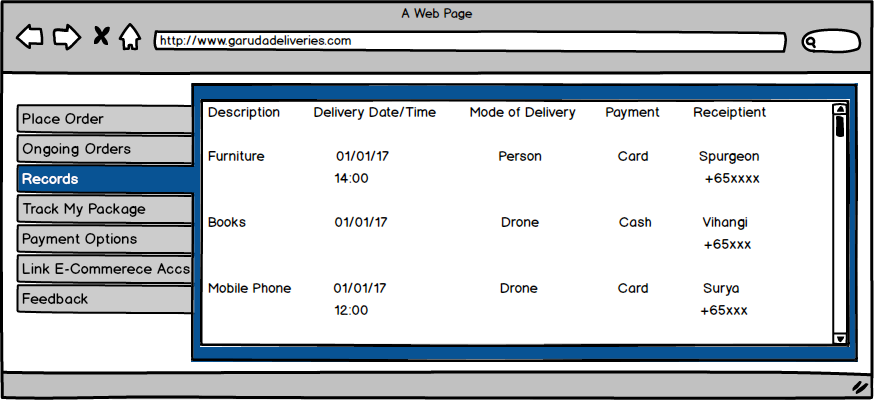 A Web Page
http://www.garudadeliveries.com
Place Order
Ongoing Orders
Records
Track My Package
Payment Options
Link E-Commerece Accs
Feedback
Description Delivery Date/Time Mode of Delivery Payment Receiptient
Furniture 01/01/17 Person Card Spurgeon
14:00 +65xxxx
Books 01/01/17 Drone Cash Vihangi
+65xxx
Mobile Phone 01/01/17 Drone Card Surya
12:00 +65xxx